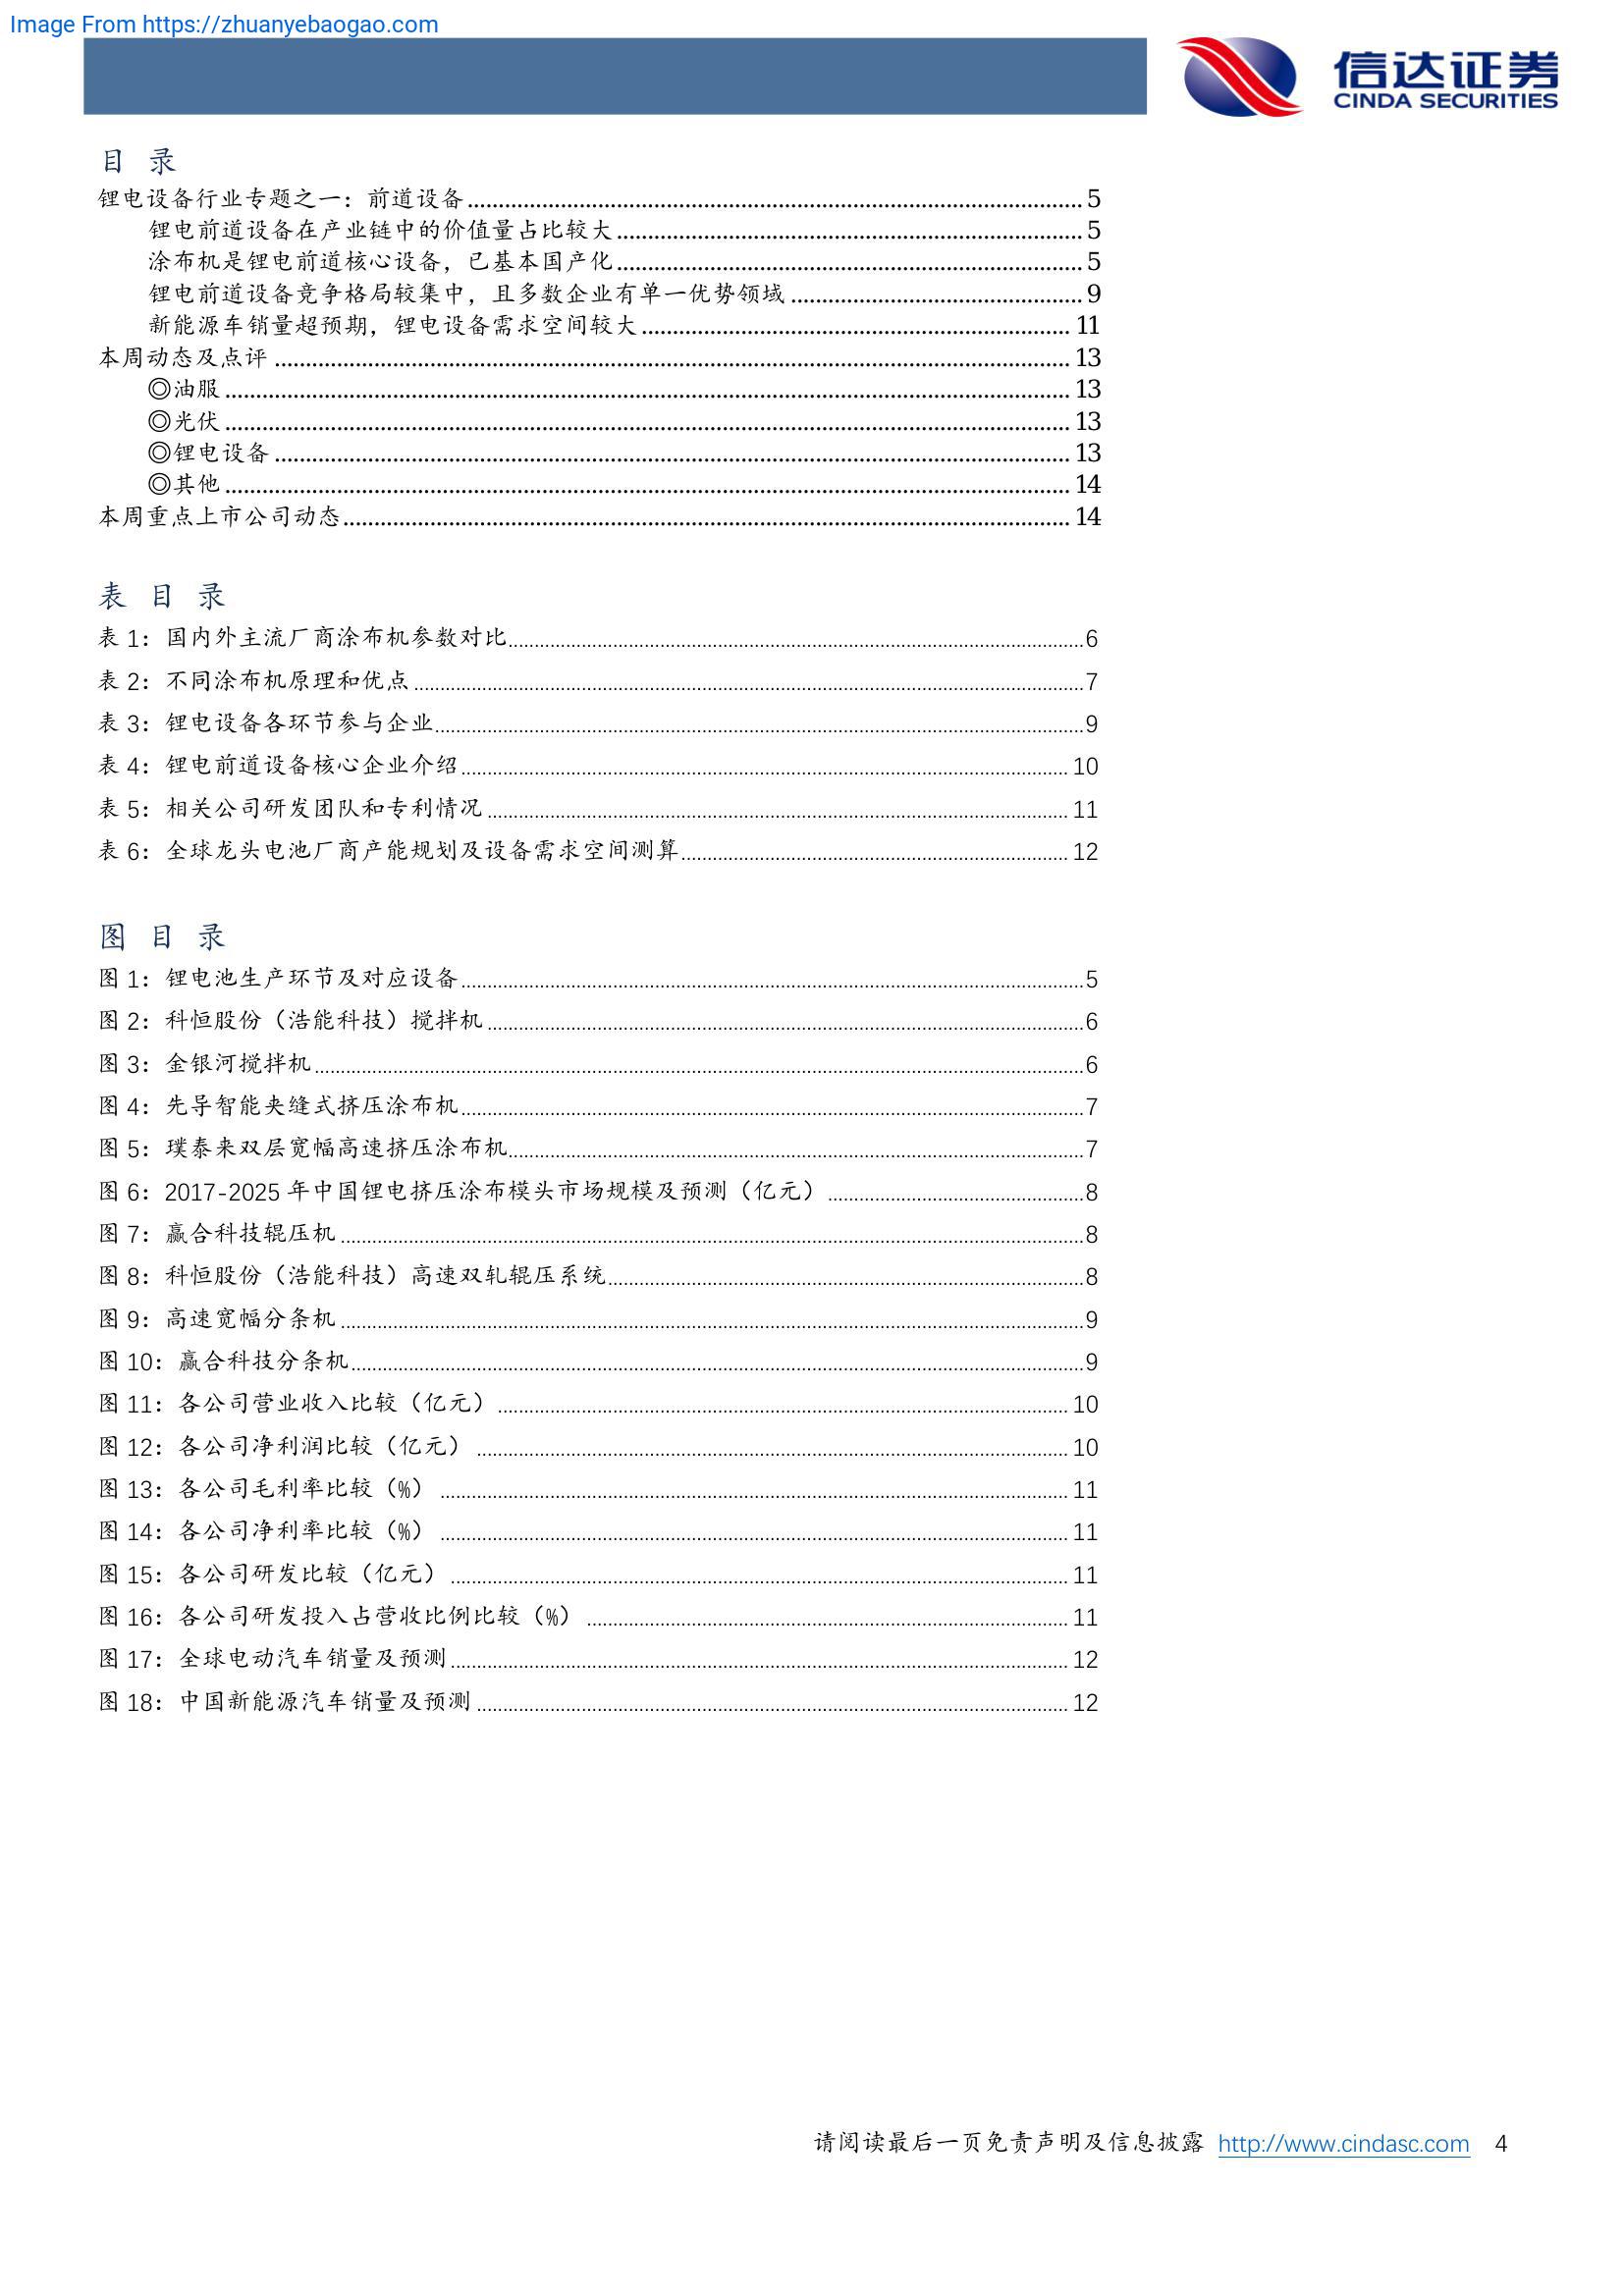 Image From https://zhuanyebaogao.com
信达证券
CINDA SECURITIES
目 录
锂电设备行业专题之一：前道设备 5
锂电前道设备在产业链中的价值量占比较大 5
涂布机是锂电前道核心设备，已基本国产化 5
锂电前道设备竞争格局较集中，且多数企业有单一优势领域 9
新能源车销量超预期，锂电设备需求空间较大 11
本周动态及点评 13
◎油服 13
◎光伏 13
◎锂电设备 13
◎其他 14
本周重点上市公司动态 14
表 目 录
表 1：国内外主流厂商涂布机参数对比 6
表 2：不同涂布机原理和优点 7
表 3：锂电设备各环节参与企业 9
表 4：锂电前道设备核心企业介绍 10
表 5：相关公司研发团队和专利情况 11
表 6：全球龙头电池厂商产能规划及设备需求空间测算 12
图 目 录
图 1：锂电池生产环节及对应设备 5
图 2：科恒股份（浩能科技）搅拌机 6
图 3：金银河搅拌机 6
图 4：先导智能夹缝式挤压涂布机 7
图 5：璞泰来双层宽幅高速挤压涂布机 7
图 6：2017-2025 年中国锂电挤压涂布模头市场规模及预测（亿元） 8
图 7：赢合科技辊压机 8
图 8：科恒股份（浩能科技）高速双轧辊压系统 8
图 9：高速宽幅分条机 9
图 10：赢合科技分条机 9
图 11：各公司营业收入比较（亿元） 10
图 12：各公司净利润比较（亿元） 10
图 13：各公司毛利率比较（%） 11
图 14：各公司净利率比较（%） 11
图 15：各公司研发比较（亿元） 11
图 16：各公司研发投入占营收比例比较（%） 11
图 17：全球电动汽车销量及预测 12
图 18：中国新能源汽车销量及预测 12
请阅读最后一页免责声明及信息披露 http://www.cindasc.com 4